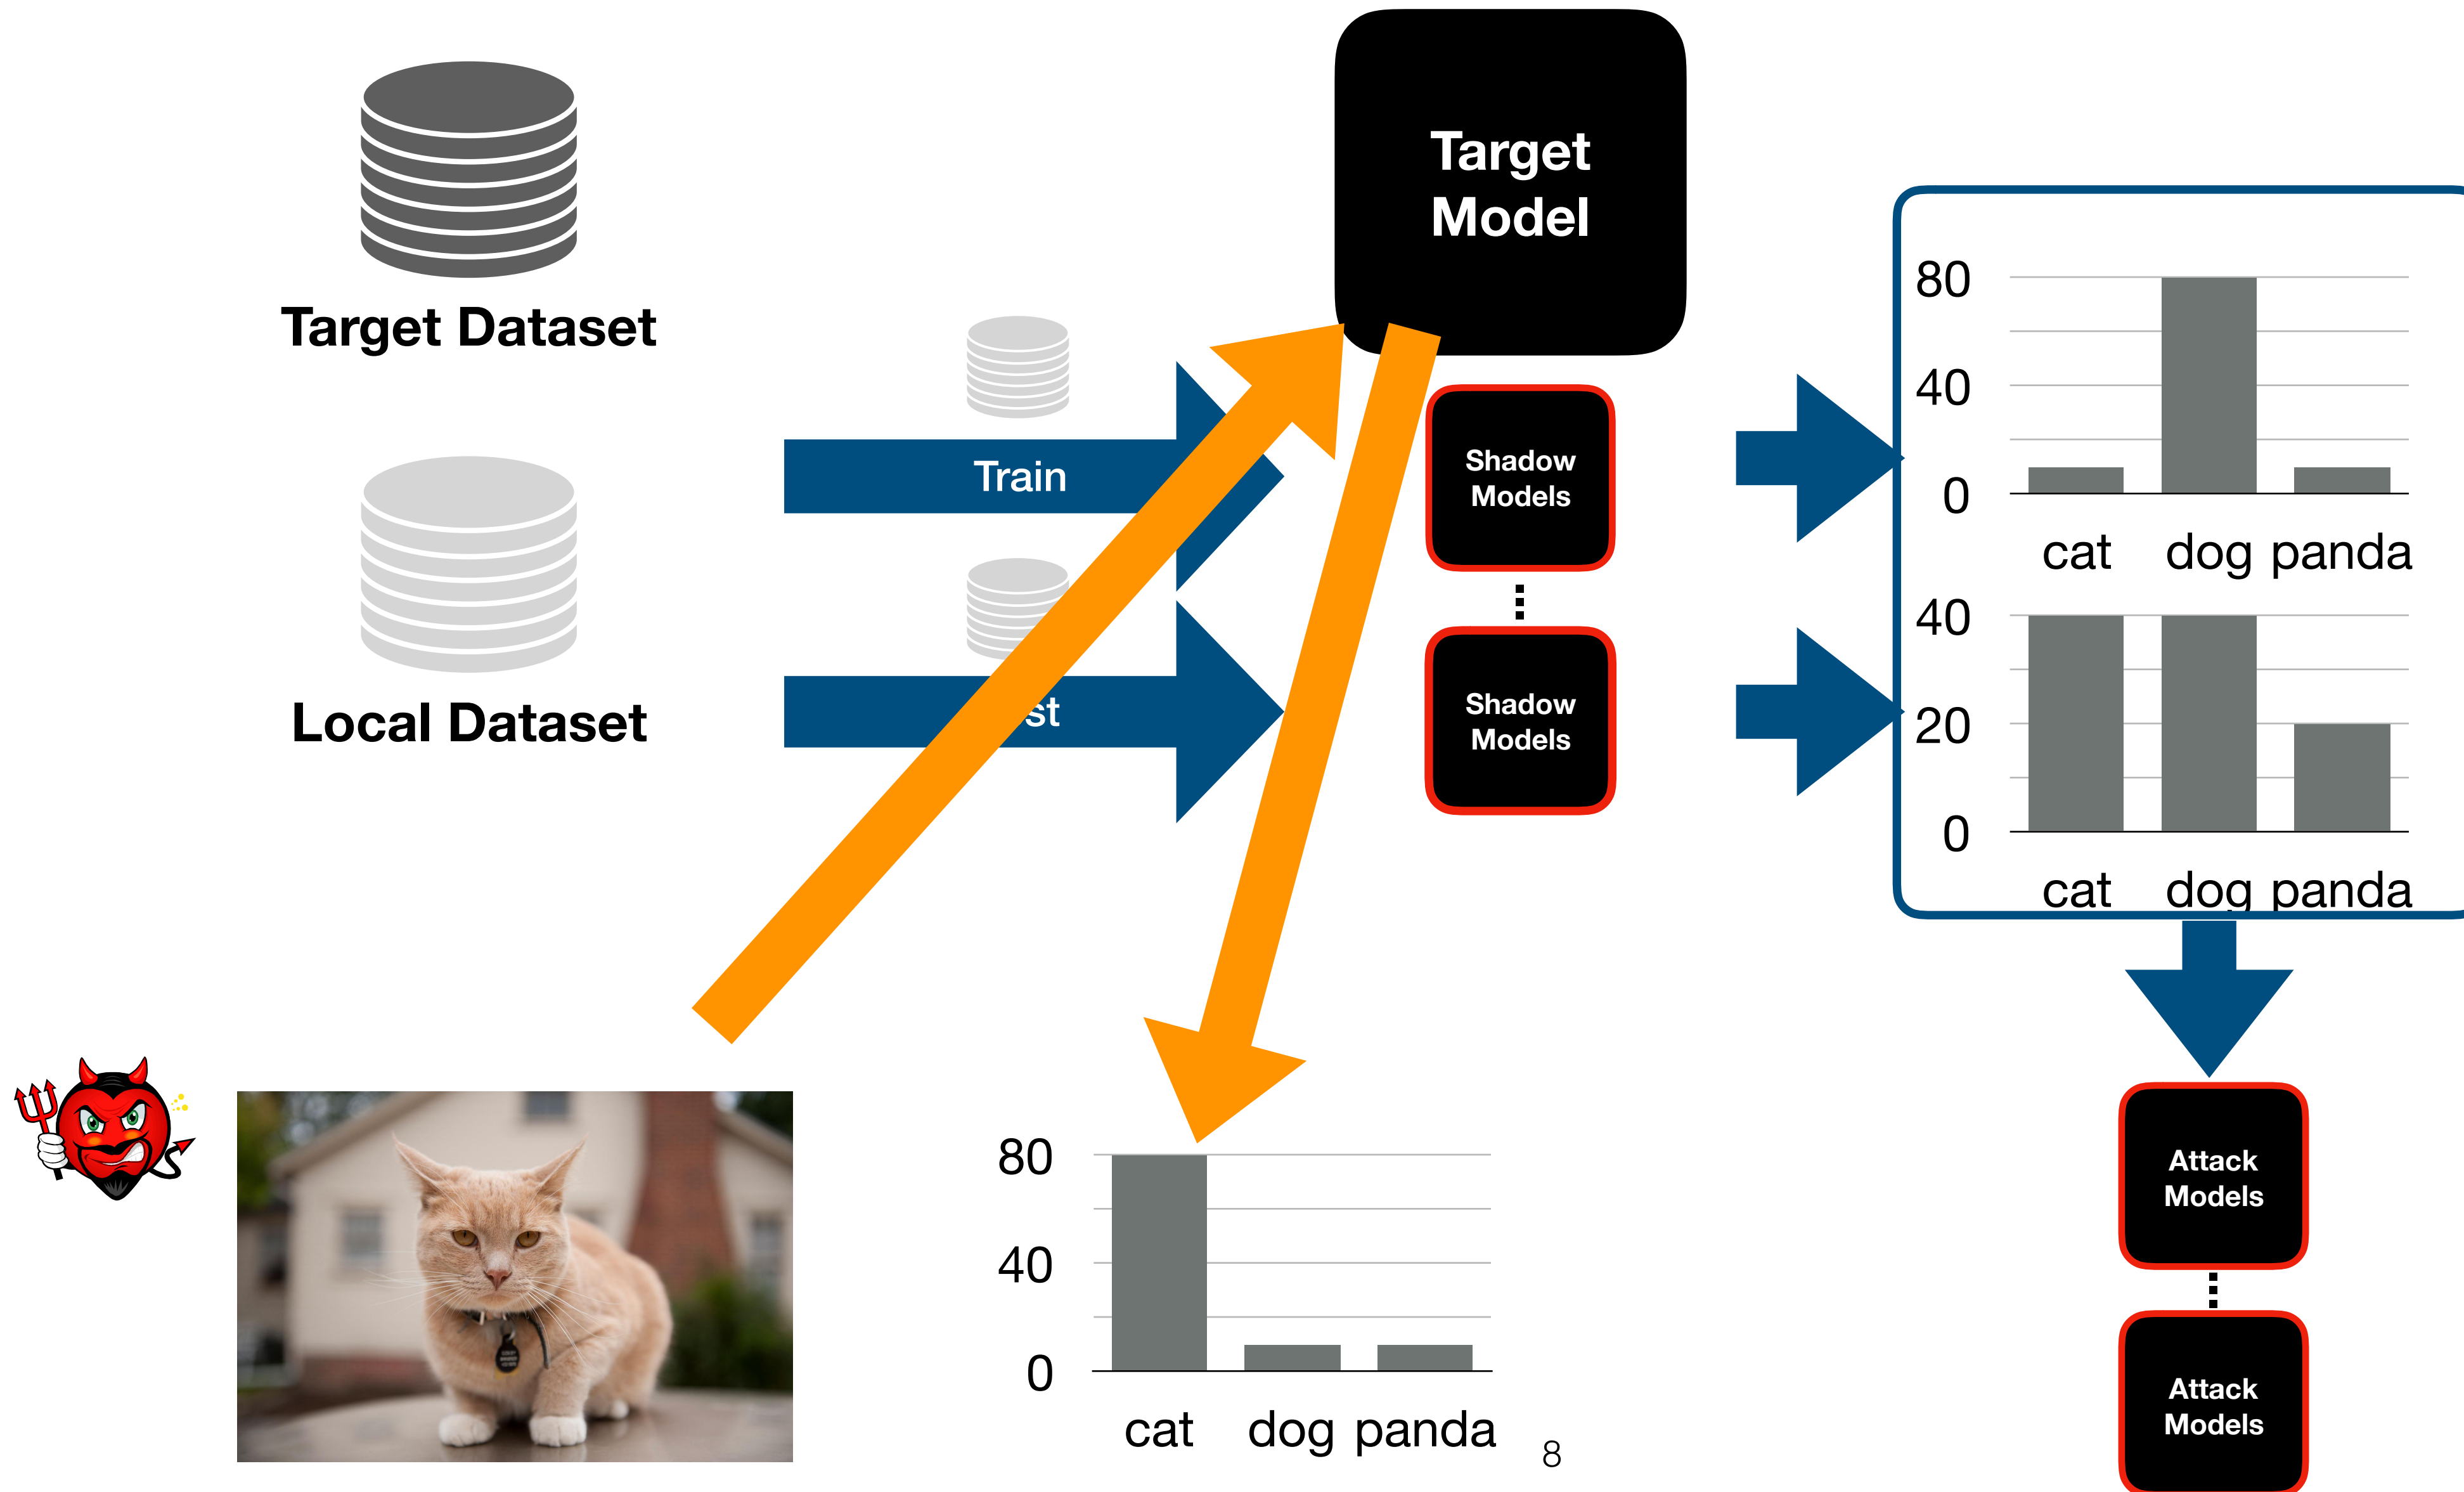 Target
Model
Target Dataset
Train
Shadow
Models
Local Dataset
st
Shadow
Models
80
40
0
cat dog panda
40
20
0
cat dog panda
80
40
0
cat dog panda
Attack
Models
Attack
Models
8